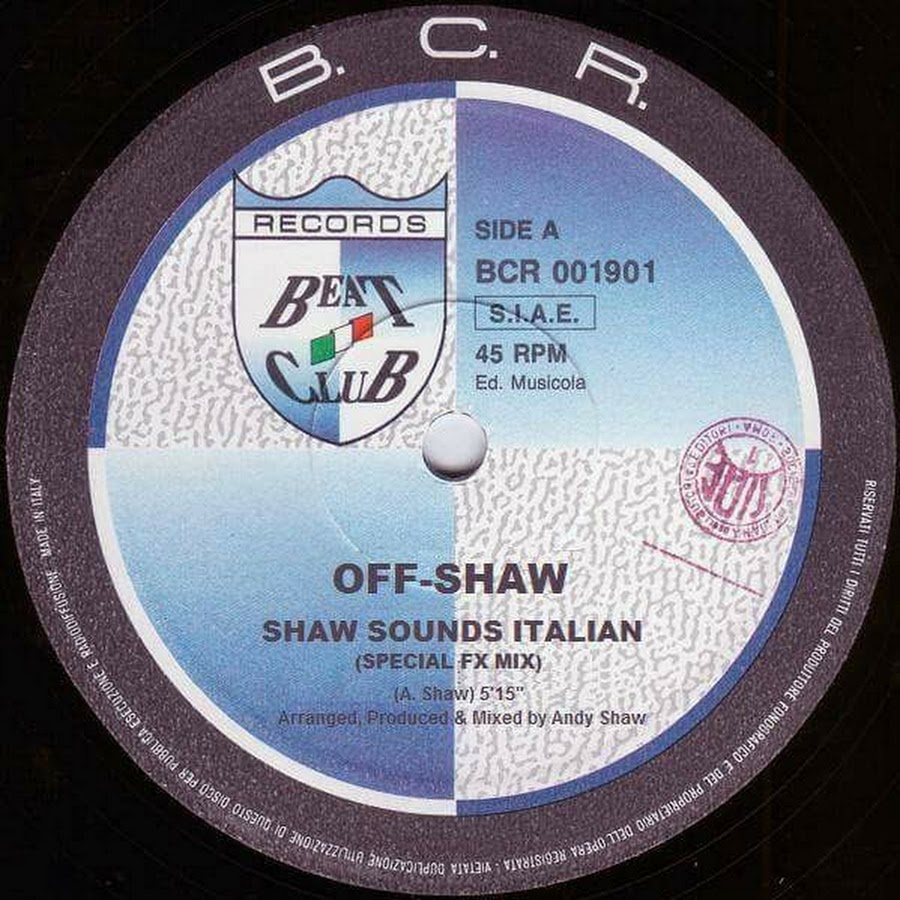 B. C. R.
RECORDS
BEAT
CLUB
SIDE A
BCR 001901
S.I.A.E.
45 RPM
Ed. Musicola
OFF-SHAW
SHAW SOUNDS ITALIAN
(SPECIAL FX MIX)
(A. Shaw) 5'15"
Arranged, Produced & Mixed by Andy Shaw
RISERVATI TUTTI I DIRITTI DEL PRODUTTORE FONOGRAFICO E DEL PROPRIETARIO DELL'OPERA REGISTRATA - VIETATA DUPLICAZIONE UTILIZZAZIONE DI QUESTO DISCO PER PUBBLICA ESECUZIONE E RADIODIFFUSIONE MADE IN ITALY